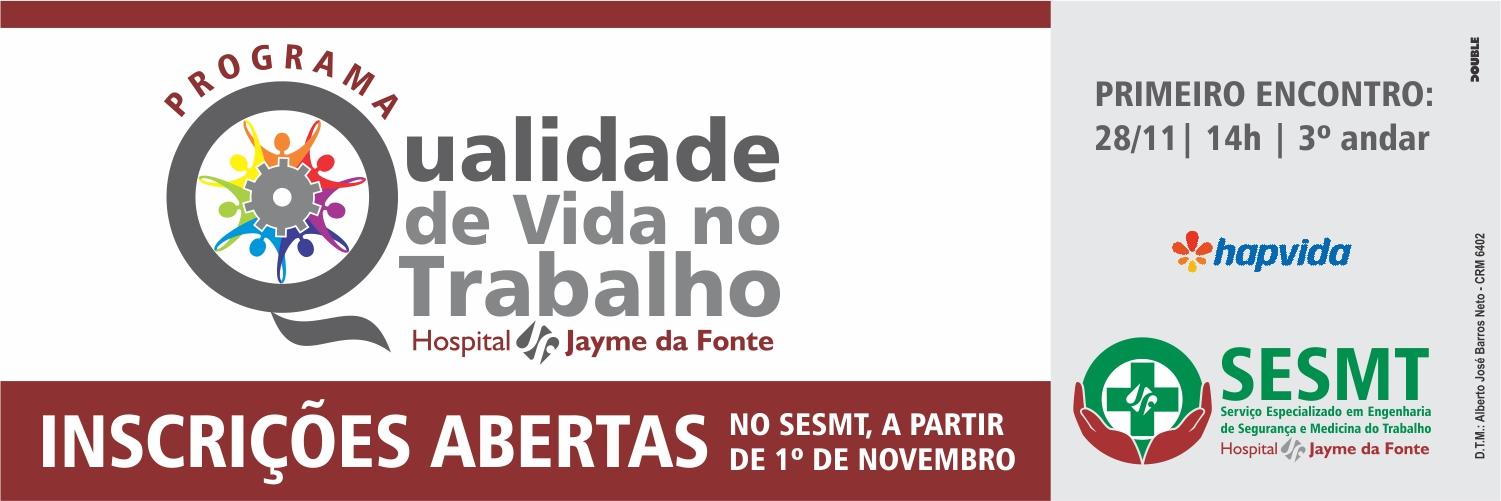 PROGRAMA
Qualidade
de Vida no
Trabalho
Hospital Jayme da Fonte
INSCRIÇÕES ABERTAS
NO SESMT, A PARTIR
DE 1º DE NOVEMBRO
PRIMEIRO ENCONTRO:
28/11| 14h | 3º andar
hapvida
SESMT
Serviço Especializado em Engenharia
de Segurança e Medicina do Trabalho
Hospital Jayme da Fonte
DOUBLE
D.T.M.: Alberto José Barros Neto - CRM 6402